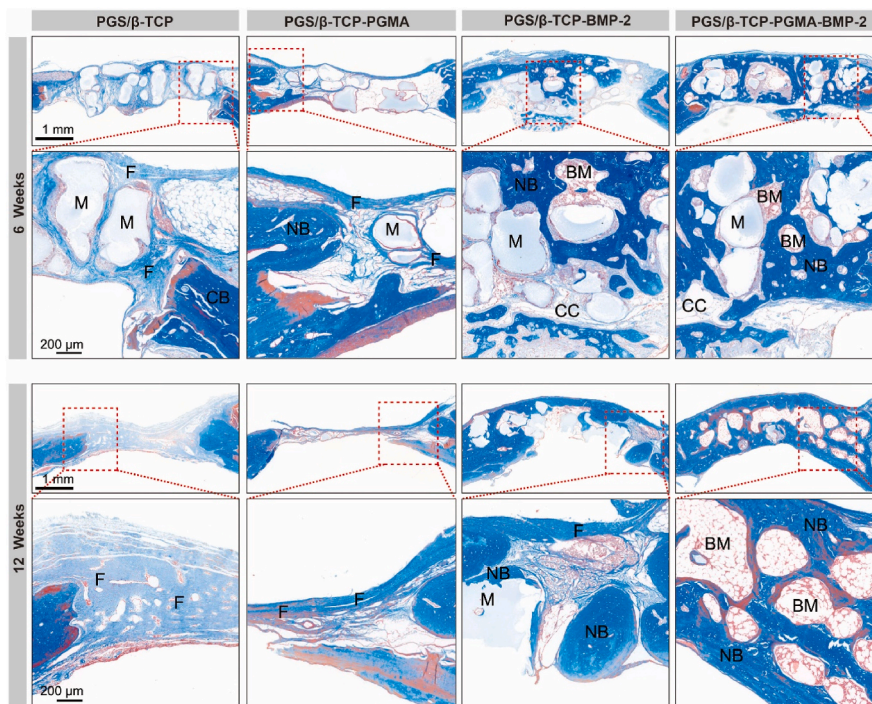 PGS/β-TCP
PGS/β-TCP-PGMA
PGS/β-TCP-BMP-2
PGS/β-TCP-PGMA-BMP-2
6 Weeks
1 mm
F
M
M
F
CB
200 μm
F
NB
M
F
NB
BM
M
CC
BM
M
BM
NB
CC
12 Weeks
1 mm
F
F
200 μm
F
F
F
NB
M
NB
NB
BM
BM
NB